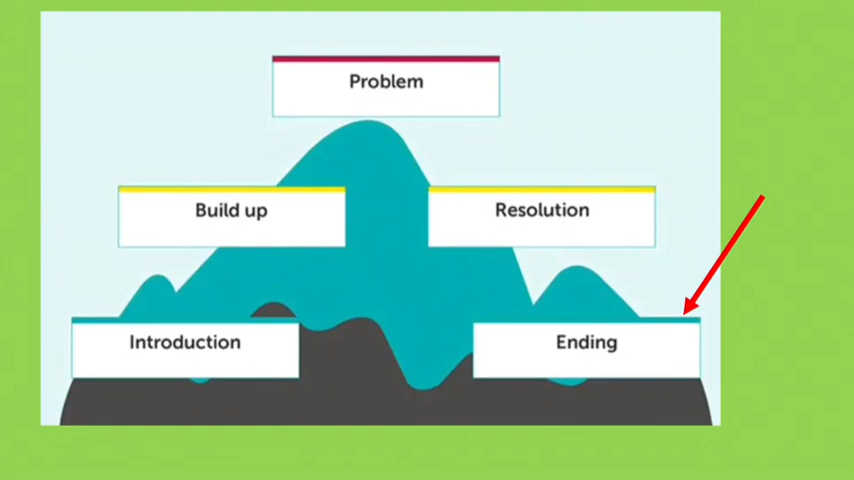 Problem
Build up
Resolution
Introduction
Ending